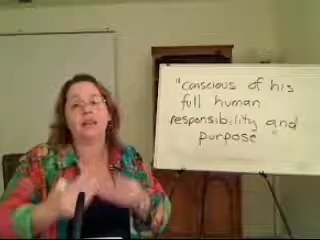 "conscious of his
full human
responsibility and
purpose"